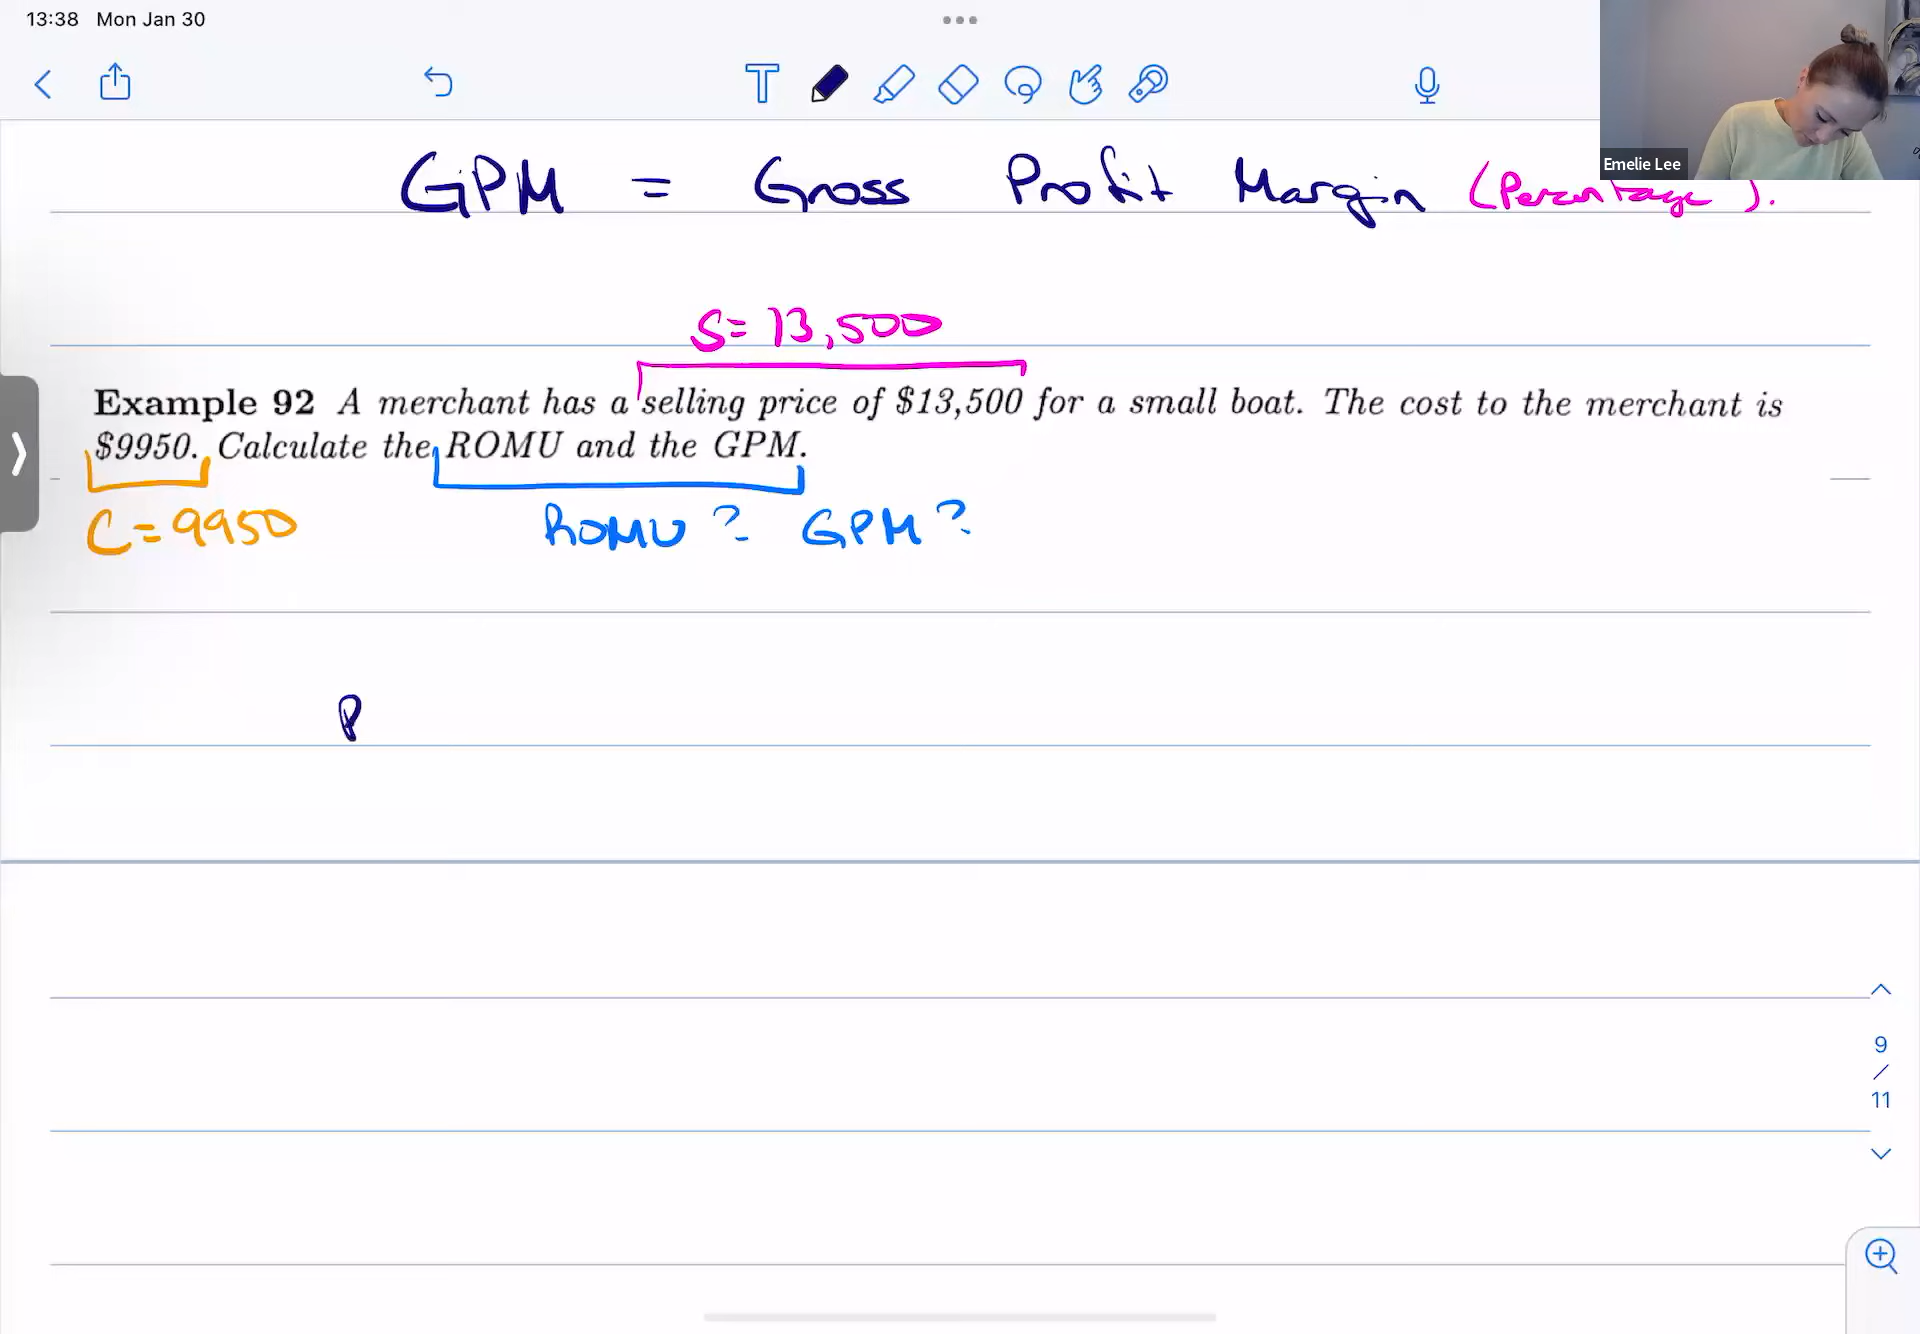 13:38 Mon Jan 30
T
Emelie Lee
GPM = Gross Profit Margin (Percentage).
S = 13,500
Example 92 A merchant has a selling price of $13,500 for a small boat. The cost to the merchant is
$9950. Calculate the ROMU and the GPM.
C = 9950 ROMU ? GPM ?
P
9
/
11